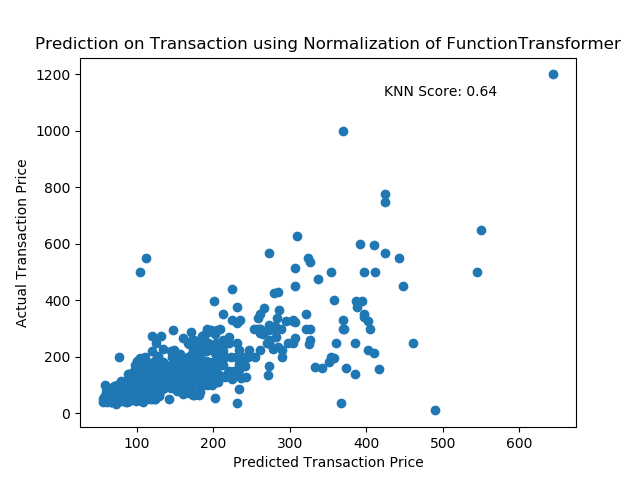 Prediction on Transaction using Normalization of FunctionTransformer
1200
KNN Score: 0.64
1000
800
600
400
200
0
Actual Transaction Price
100 200 300 400 500 600
Predicted Transaction Price